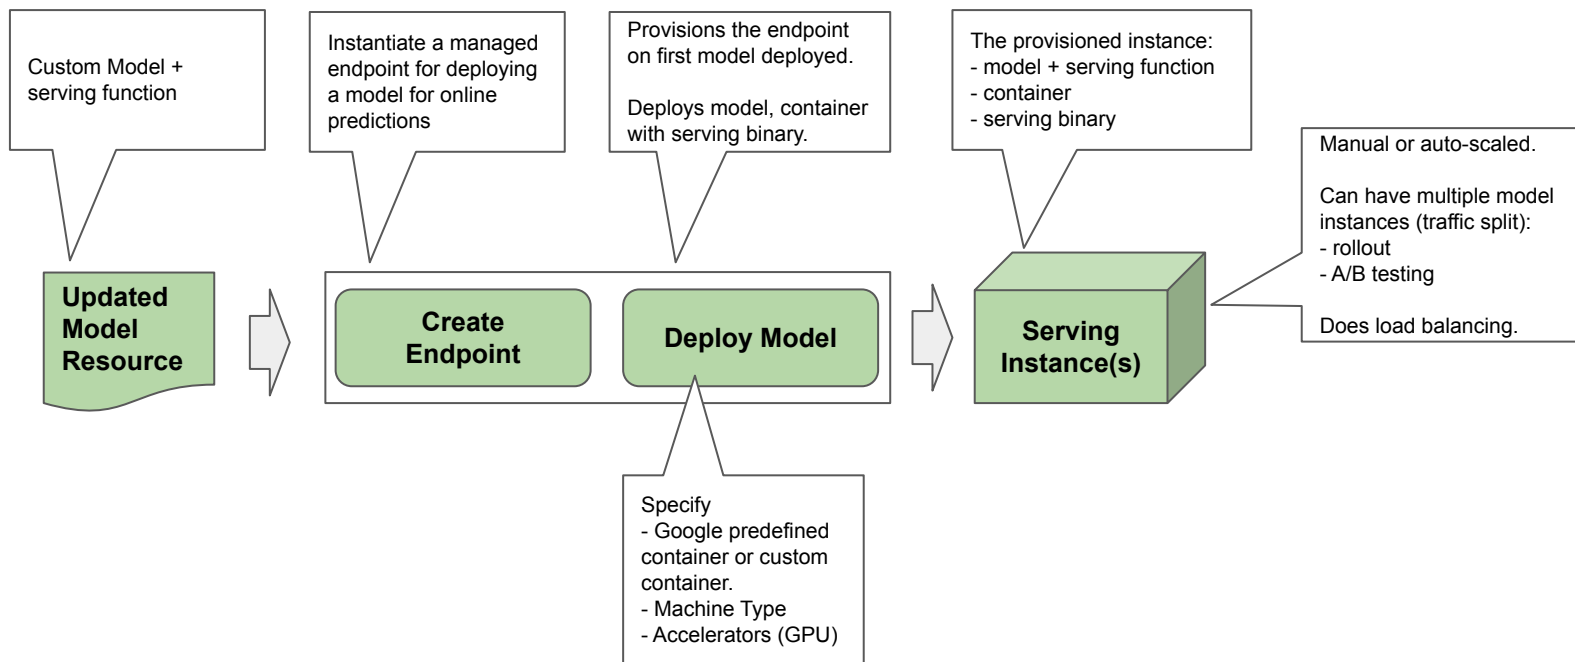 Custom Model +
serving function
Instantiate a managed
endpoint for deploying
a model for online
predictions
Provisions the endpoint
on first model deployed.
Deploys model, container
with serving binary.
The provisioned instance:
- model + serving function
- container
- serving binary
Manual or auto-scaled.
Can have multiple model
instances (traffic split):
- rollout
- A/B testing
Does load balancing.
Updated
Model
Resource
Create
Endpoint
Deploy Model
Serving
Instance(s)
Specify
- Google predefined
container or custom
container.
- Machine Type
- Accelerators (GPU)